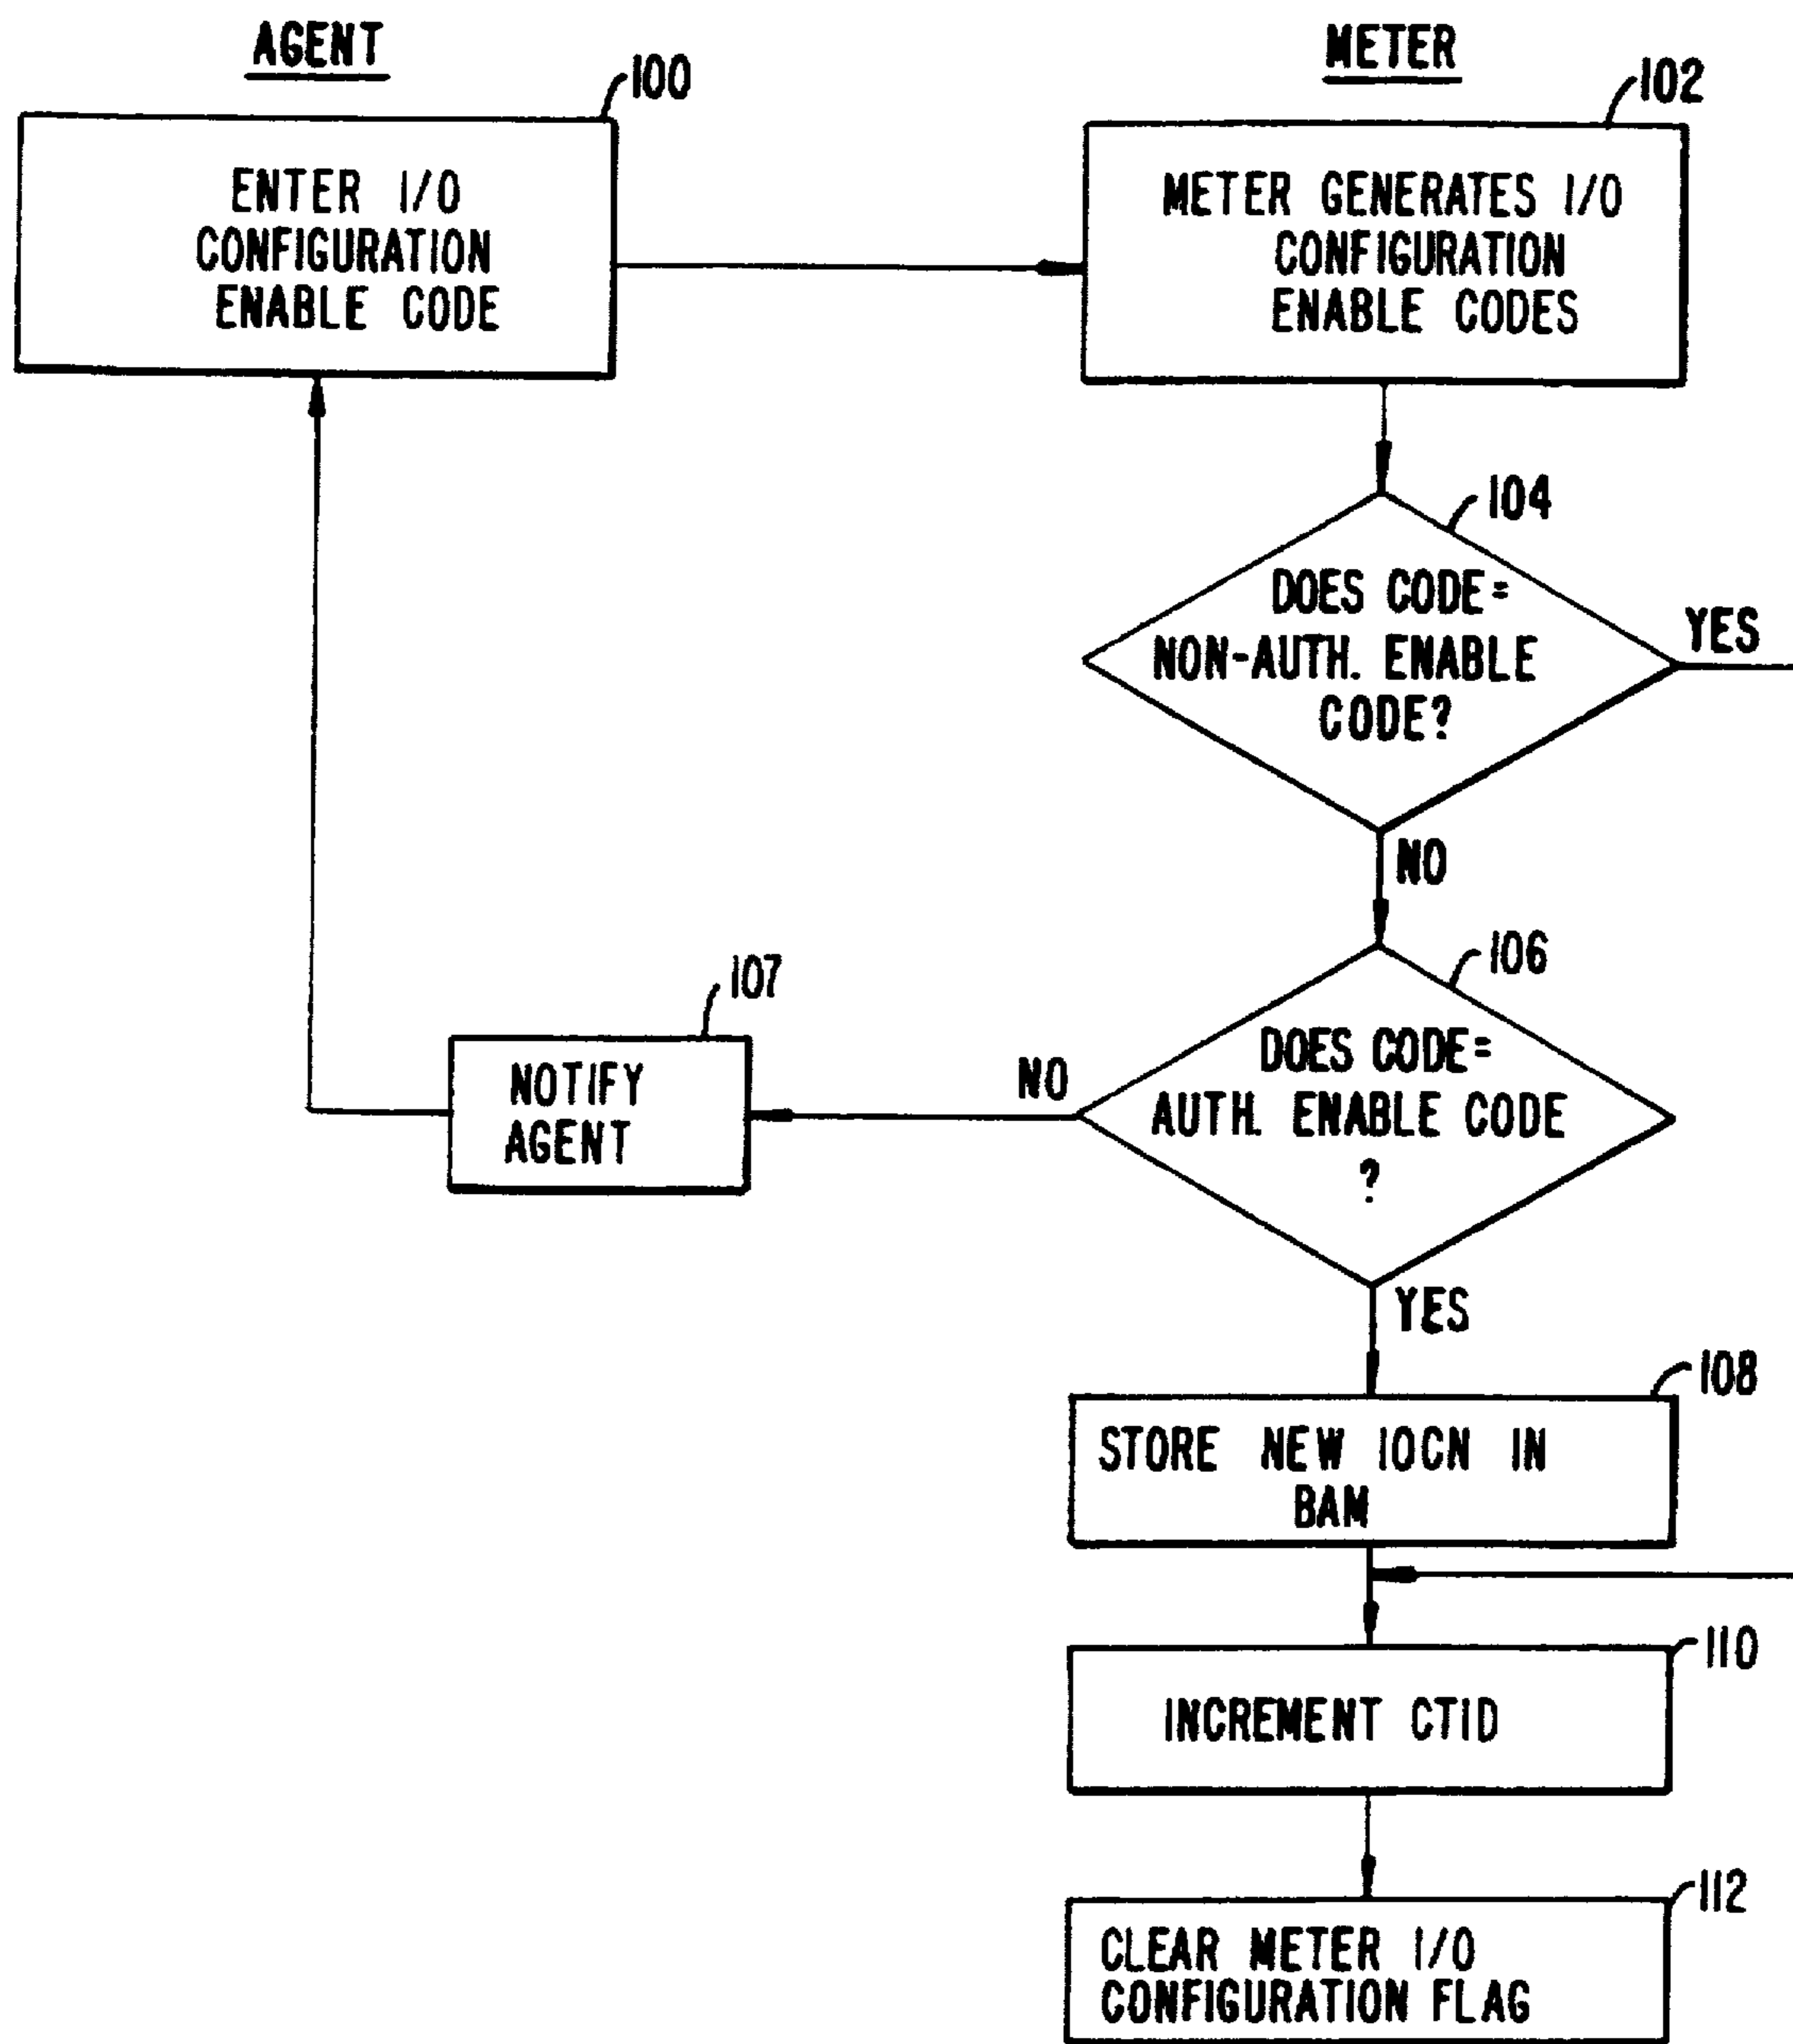 AGENT
METER
100
102
ENTER I/O
CONFIGURATION
ENABLE CODE
METER GENERATES I/O
CONFIGURATION
ENABLE CODES
104
DOES CODE=
NON-AUTH. ENABLE
CODE?
YES
NO
106
DOES CODE=
AUTH. ENABLE CODE
?
NO
107
NOTIFY
AGENT
YES
108
STORE NEW IOCN IN
BAM
110
INCREMENT CTID
112
CLEAR METER I/O
CONFIGURATION FLAG